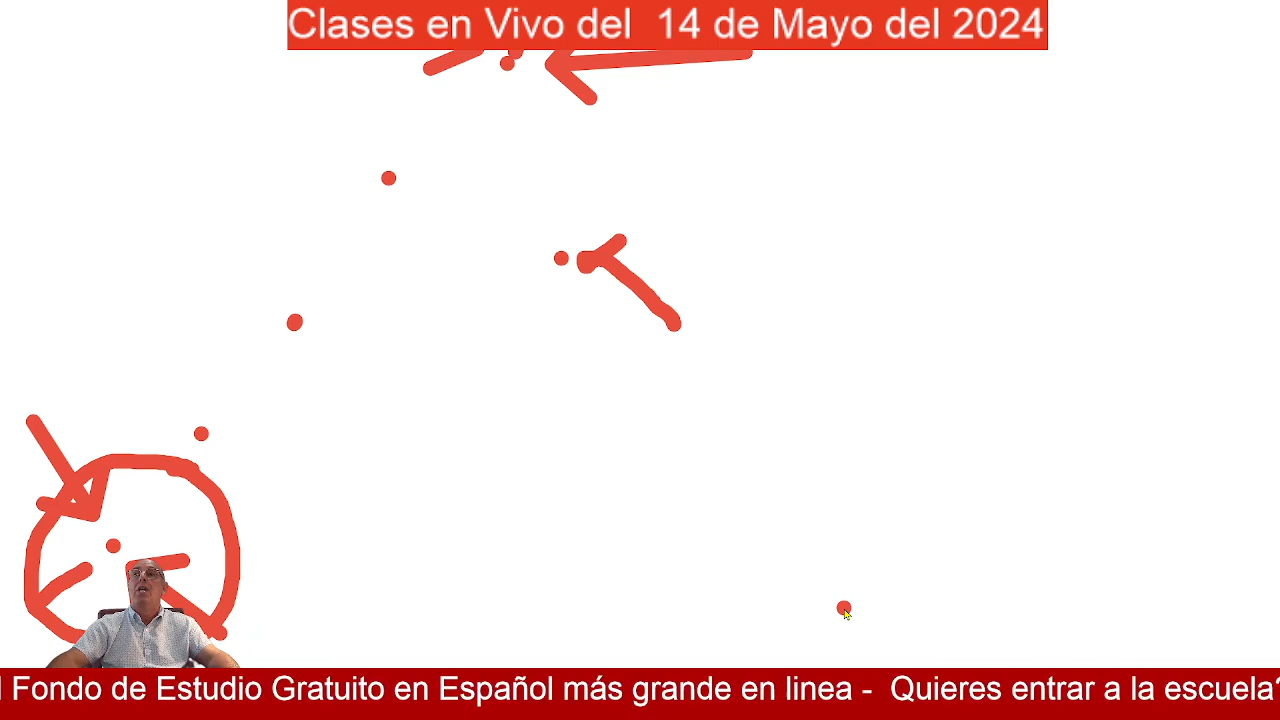 Clases en Vivo del 14 de Mayo del 2024
Fondo de Estudio Gratuito en Español más grande en linea - Quieres entrar a la escuela?